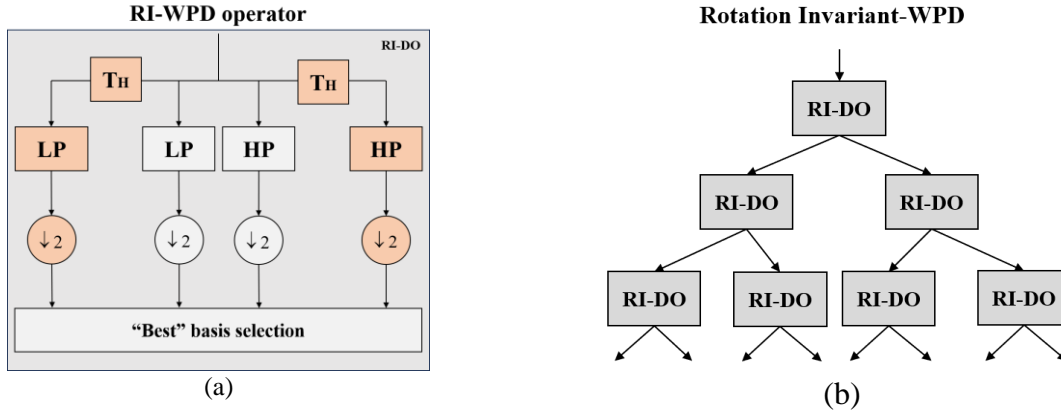 RI-WPD operator
RI-DO
TH TH
LP LP HP HP
↓2 ↓2 ↓2 ↓2
“Best” basis selection
(a)
Rotation Invariant-WPD
RI-DO
RI-DO RI-DO
RI-DO RI-DO RI-DO RI-DO
(b)